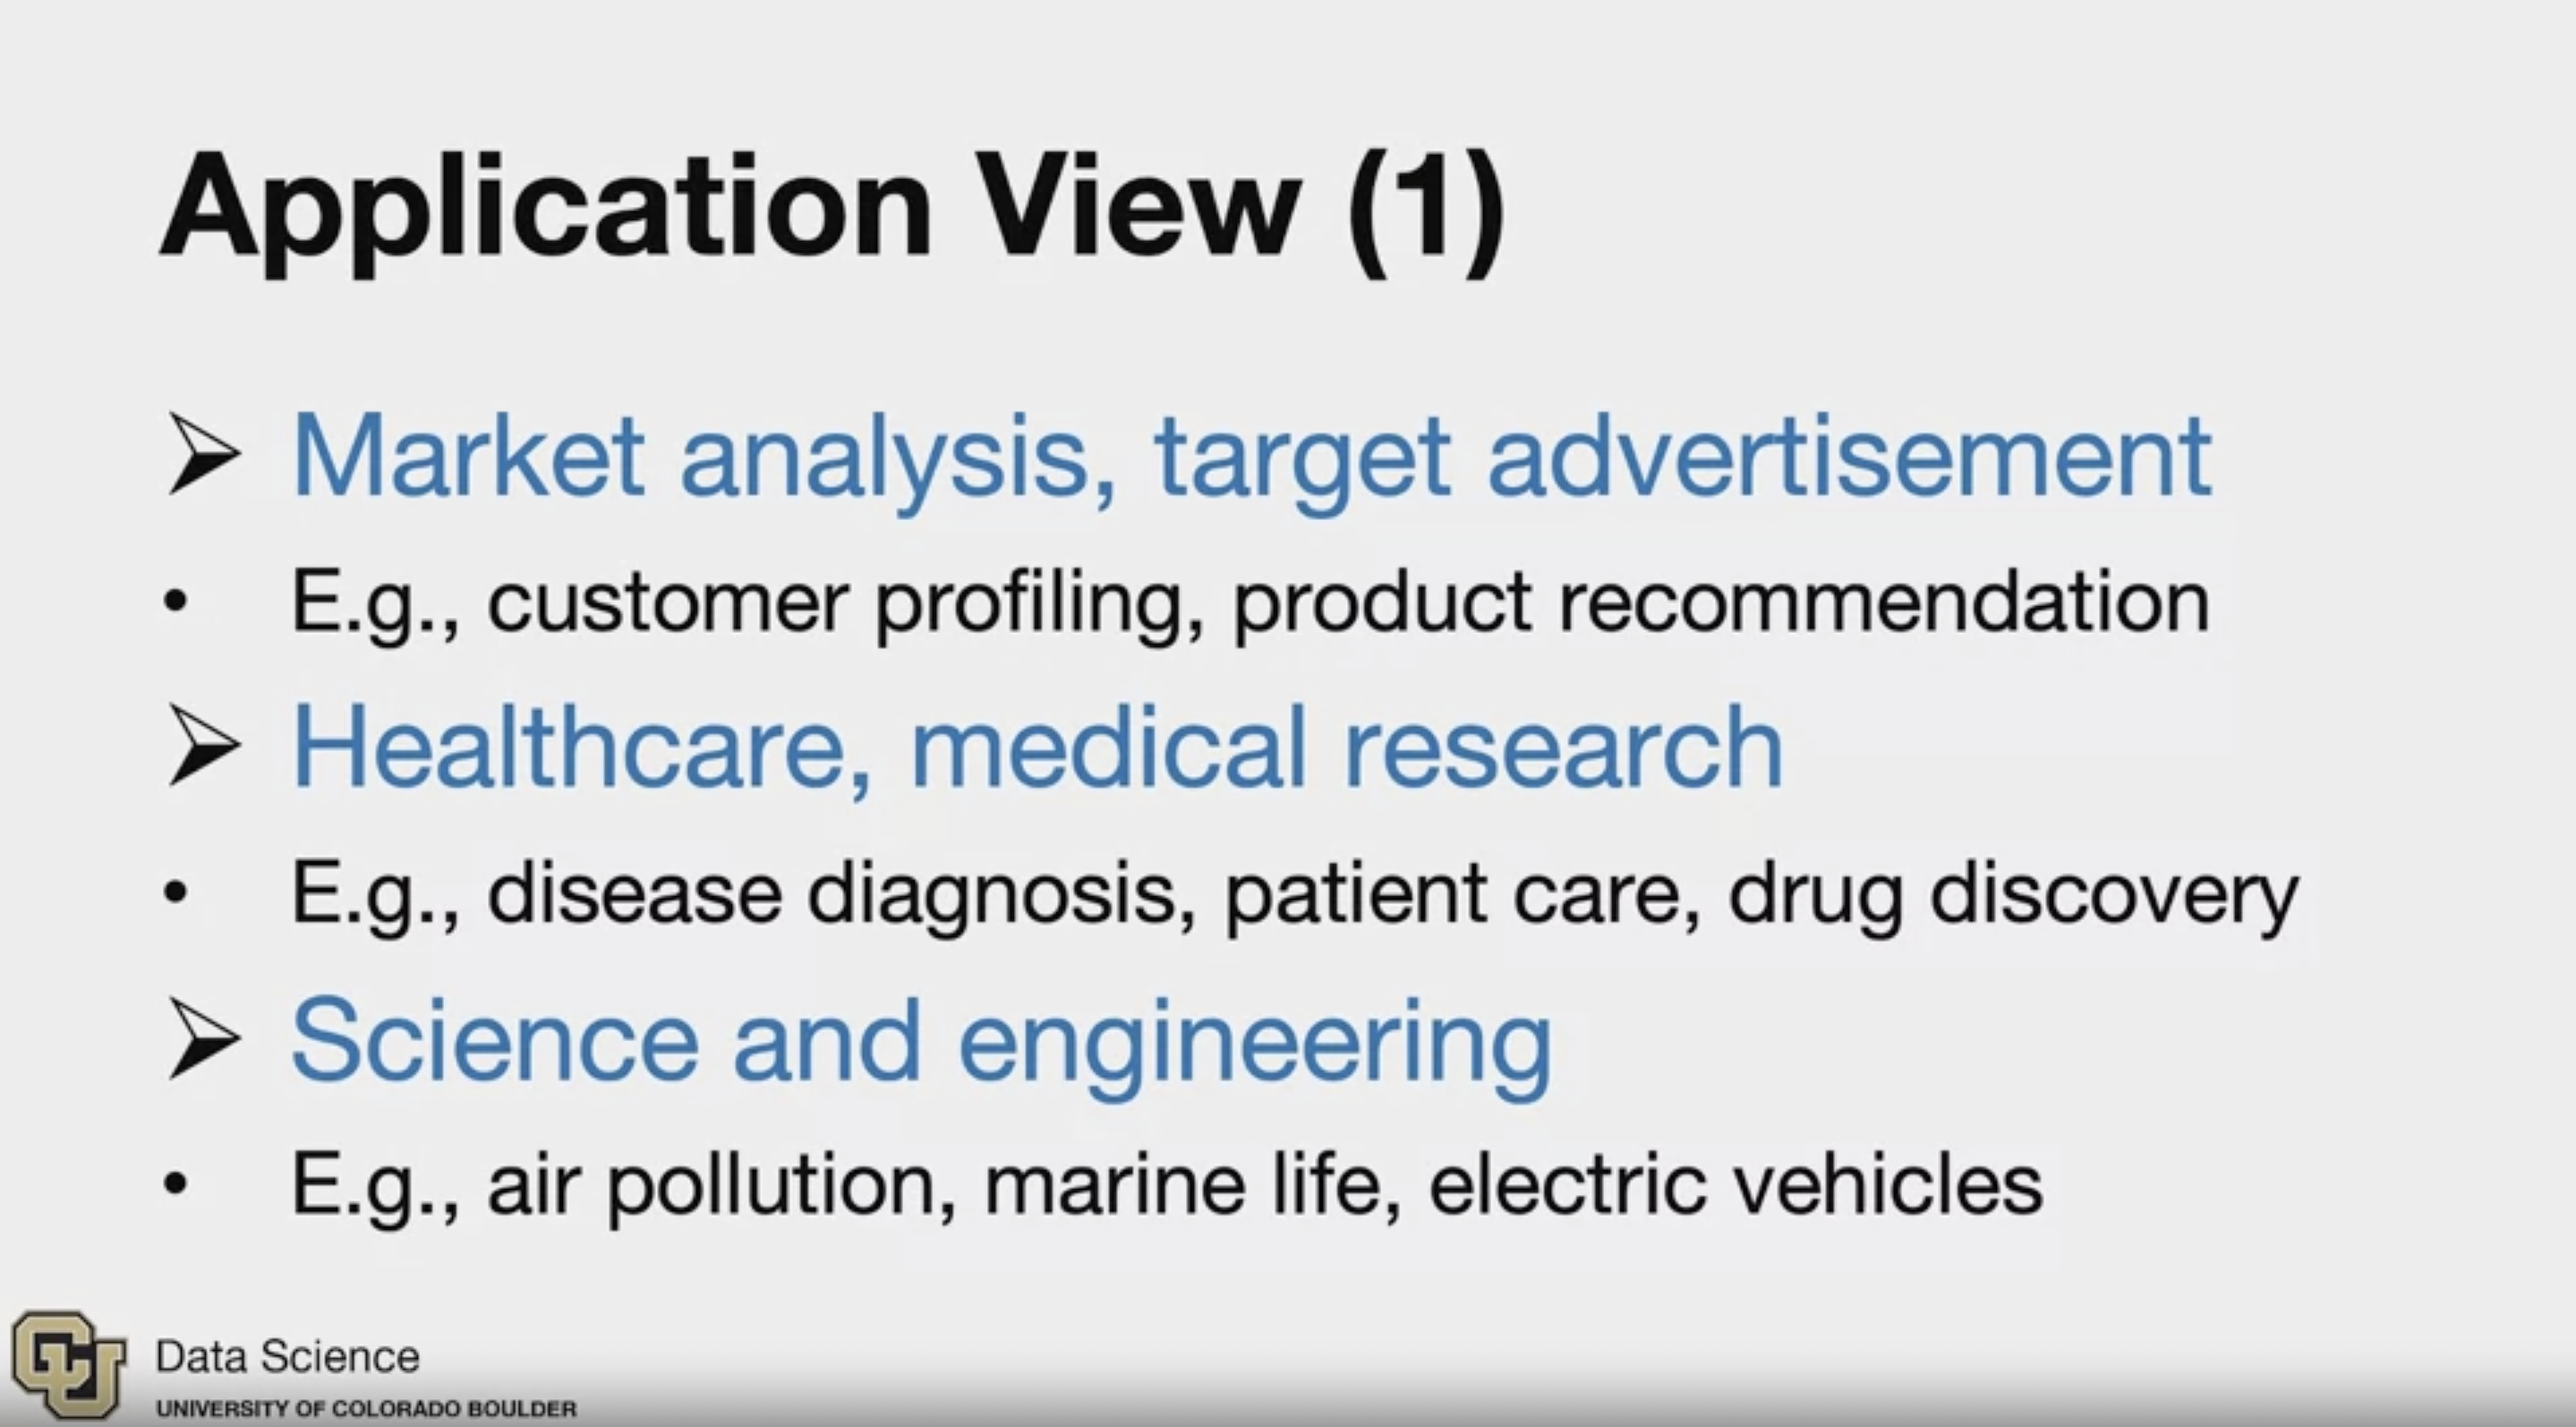 Application View (1)
➢ Market analysis, target advertisement
• E.g., customer profiling, product recommendation
➢ Healthcare, medical research
• E.g., disease diagnosis, patient care, drug discovery
➢ Science and engineering
• E.g., air pollution, marine life, electric vehicles
CU
Data Science
UNIVERSITY OF COLORADO BOULDER